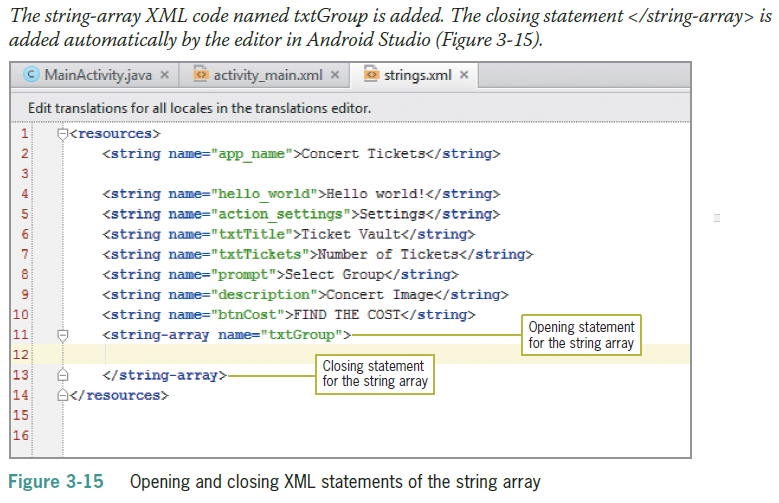 The string-array XML code named txtGroup is added. The closing statement </string-array> is
added automatically by the editor in Android Studio (Figure 3-15).
MainActivity.java × activity_main.xml × strings.xml ×
Edit translations for all locales in the translations editor.
1 <resources>
2 <string name="app_name">Concert Tickets</string>
3
4 <string name="hello_world">Hello world!</string>
5 <string name="action_settings">Settings</string>
6 <string name="txtTitle">Ticket Vault</string>
7 <string name="txtTickets">Number of Tickets</string>
8 <string name="prompt">Select Group</string>
9 <string name="description">Concert Image</string>
10 <string name="btnCost">FIND THE COST</string>
11 <string-array name="txtGroup">
Opening statement
for the string array
12
13 </string-array>
Closing statement
for the string array
14 </resources>
15
16
Figure 3-15 Opening and closing XML statements of the string array